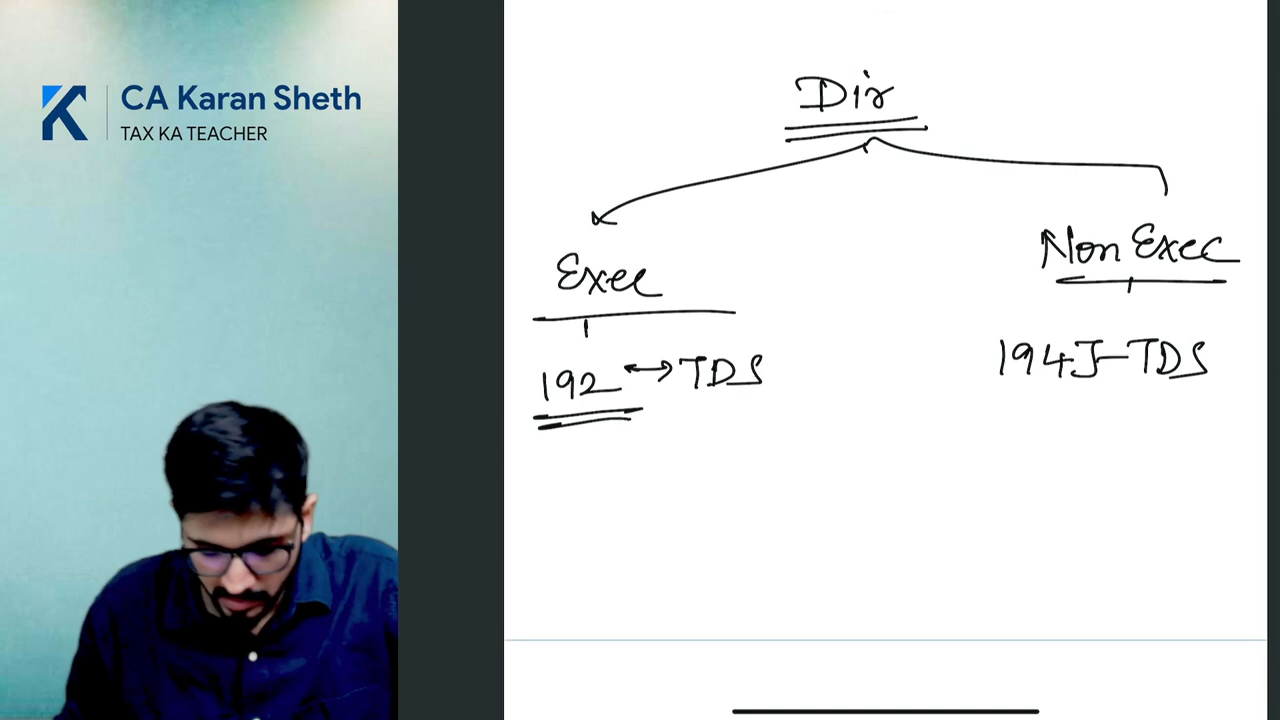 CA Karan Sheth
TAX KA TEACHER
Dir
Exec
Non Exec
192 ↔ TDS
194J-TDS